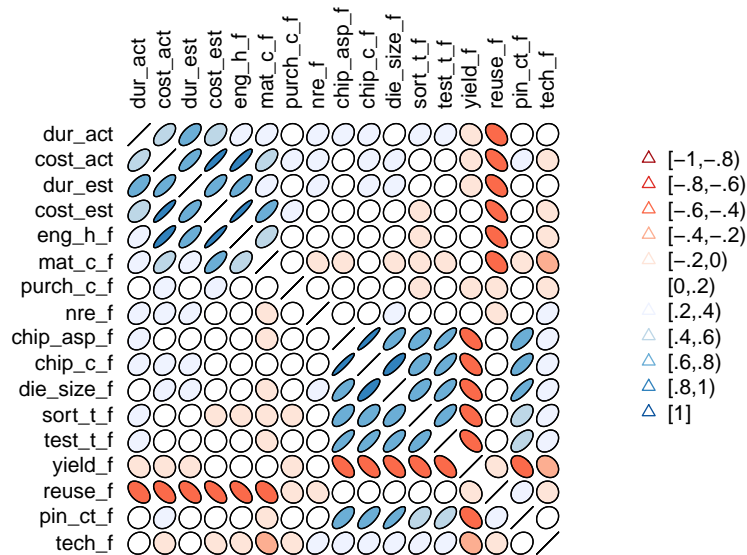 dur_act
cost_act
dur_est
cost_est
eng_h_f
mat_c_f
purch_c_f
nre_f
chip_asp_f
chip_c_f
die_size_f
sort_t_f
test_t_f
yield_f
reuse_f
pin_ct_f
tech_f
dur_act
cost_act
dur_est
cost_est
eng_h_f
mat_c_f
purch_c_f
nre_f
chip_asp_f
chip_c_f
die_size_f
sort_t_f
test_t_f
yield_f
reuse_f
pin_ct_f
tech_f
[−1,−.8)
[−.8,−.6)
[−.6,−.4)
[−.4,−.2)
[−.2,0)
[0,.2)
[.2,.4)
[.4,.6)
[.6,.8)
[.8,1)
[1]